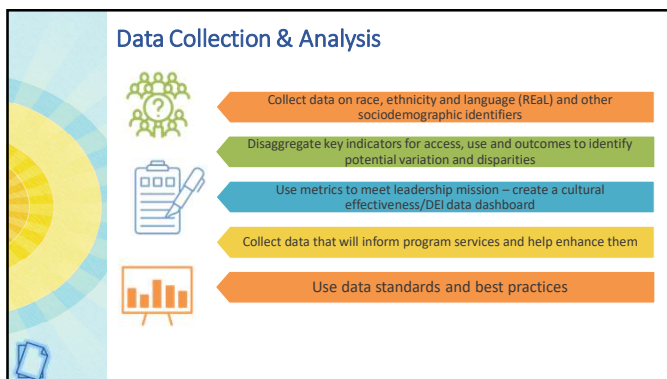 Data Collection & Analysis
?
Collect data on race, ethnicity and language (REaL) and other
sociodemographic identifiers
Disaggregate key indicators for access, use and outcomes to identify
potential variation and disparities
Use metrics to meet leadership mission – create a cultural
effectiveness/DEI data dashboard
Collect data that will inform program services and help enhance them
Use data standards and best practices